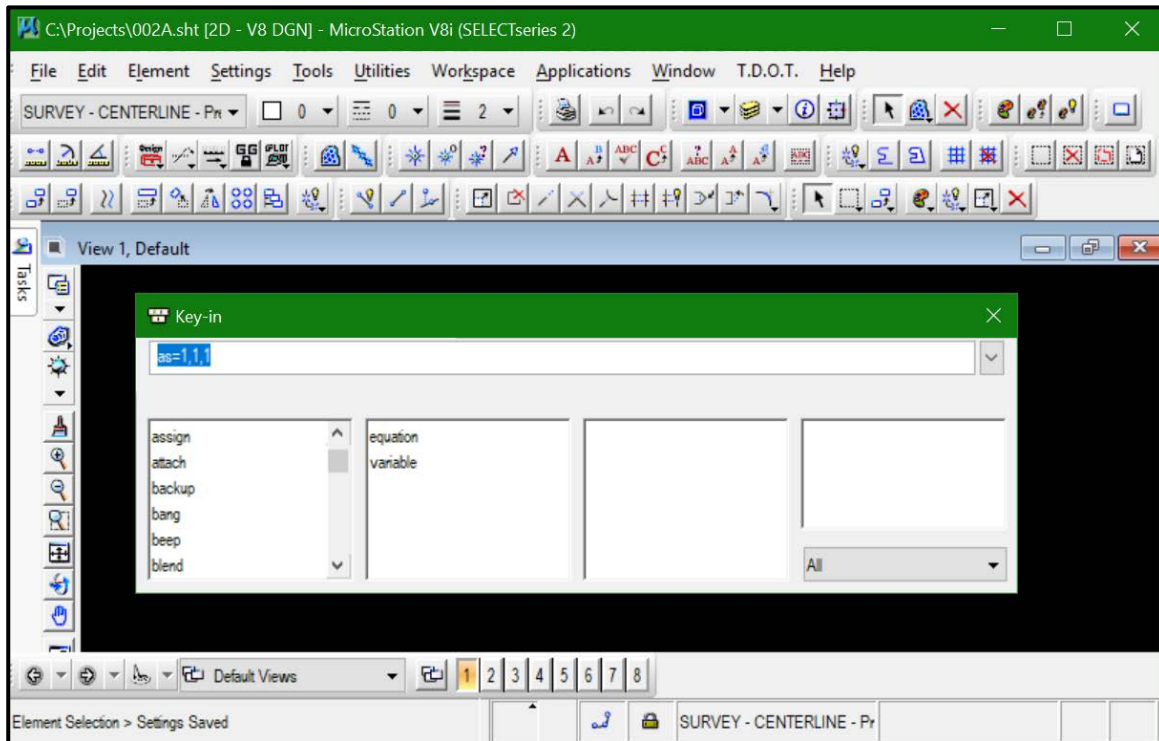 C:\Projects\002A.sht [2D - V8 DGN] - MicroStation V8i (SELECTseries 2)
File Edit Element Settings Tools Utilities Workspace Applications Window T.D.O.T. Help
SURVEY - CENTERLINE - Pr 0 0 2
Tasks
View 1, Default
Key-in
as=1,1,1
assign equation
attach variable
backup
bang
beep
blend All
Default Views 1 2 3 4 5 6 7 8
Element Selection > Settings Saved SURVEY - CENTERLINE - Pr